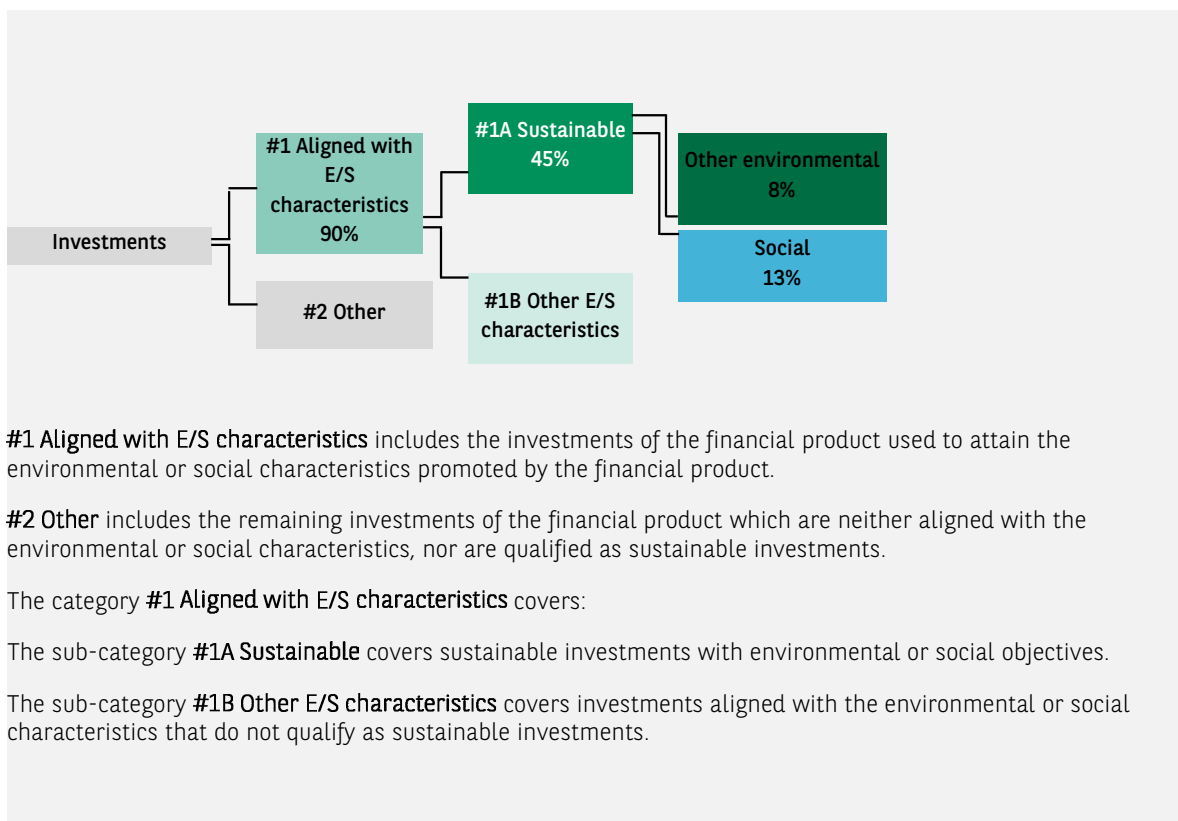 #1A Sustainable
45%
#1 Aligned with
E/S
characteristics
90%
Other environmental
8%
Investments
Social
13%
#2 Other
#1B Other E/S
characteristics
#1 Aligned with E/S characteristics includes the investments of the financial product used to attain the
environmental or social characteristics promoted by the financial product.
#2 Other includes the remaining investments of the financial product which are neither aligned with the
environmental or social characteristics, nor are qualified as sustainable investments.
The category #1 Aligned with E/S characteristics covers:
The sub-category #1A Sustainable covers sustainable investments with environmental or social objectives.
The sub-category #1B Other E/S characteristics covers investments aligned with the environmental or social
characteristics that do not qualify as sustainable investments.